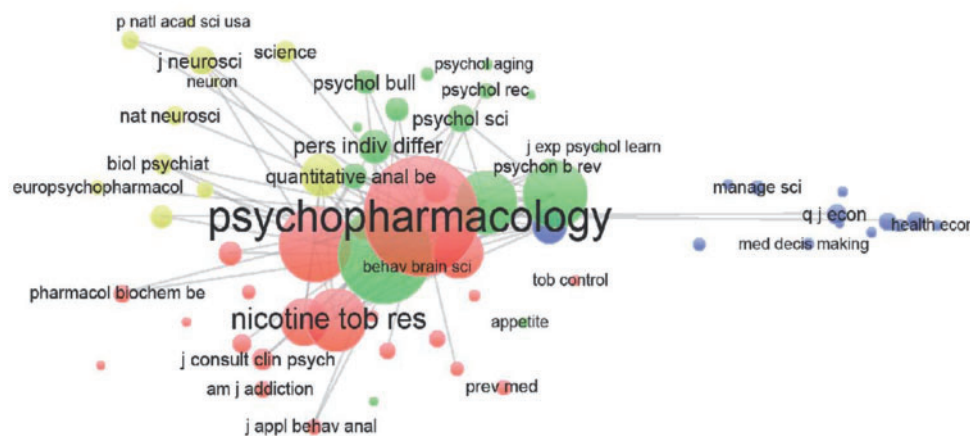 p natl acad sci usa
j neurosci
science
neuron
psychol aging
psychol bull
psychol rec
nat neurosci
psychol sci
pers indiv differ
j exp psychol learn
biol psychiat
psychon b rev
quantitative anal be
europsychopharmacol
manage sci
psychopharmacology
q j econ
health econ
med decis making
behav brain sci
tob control
pharmacol biochem be
nicotine tob res
appetite
j consult clin psych
am j addiction
prev med
j appl behav anal